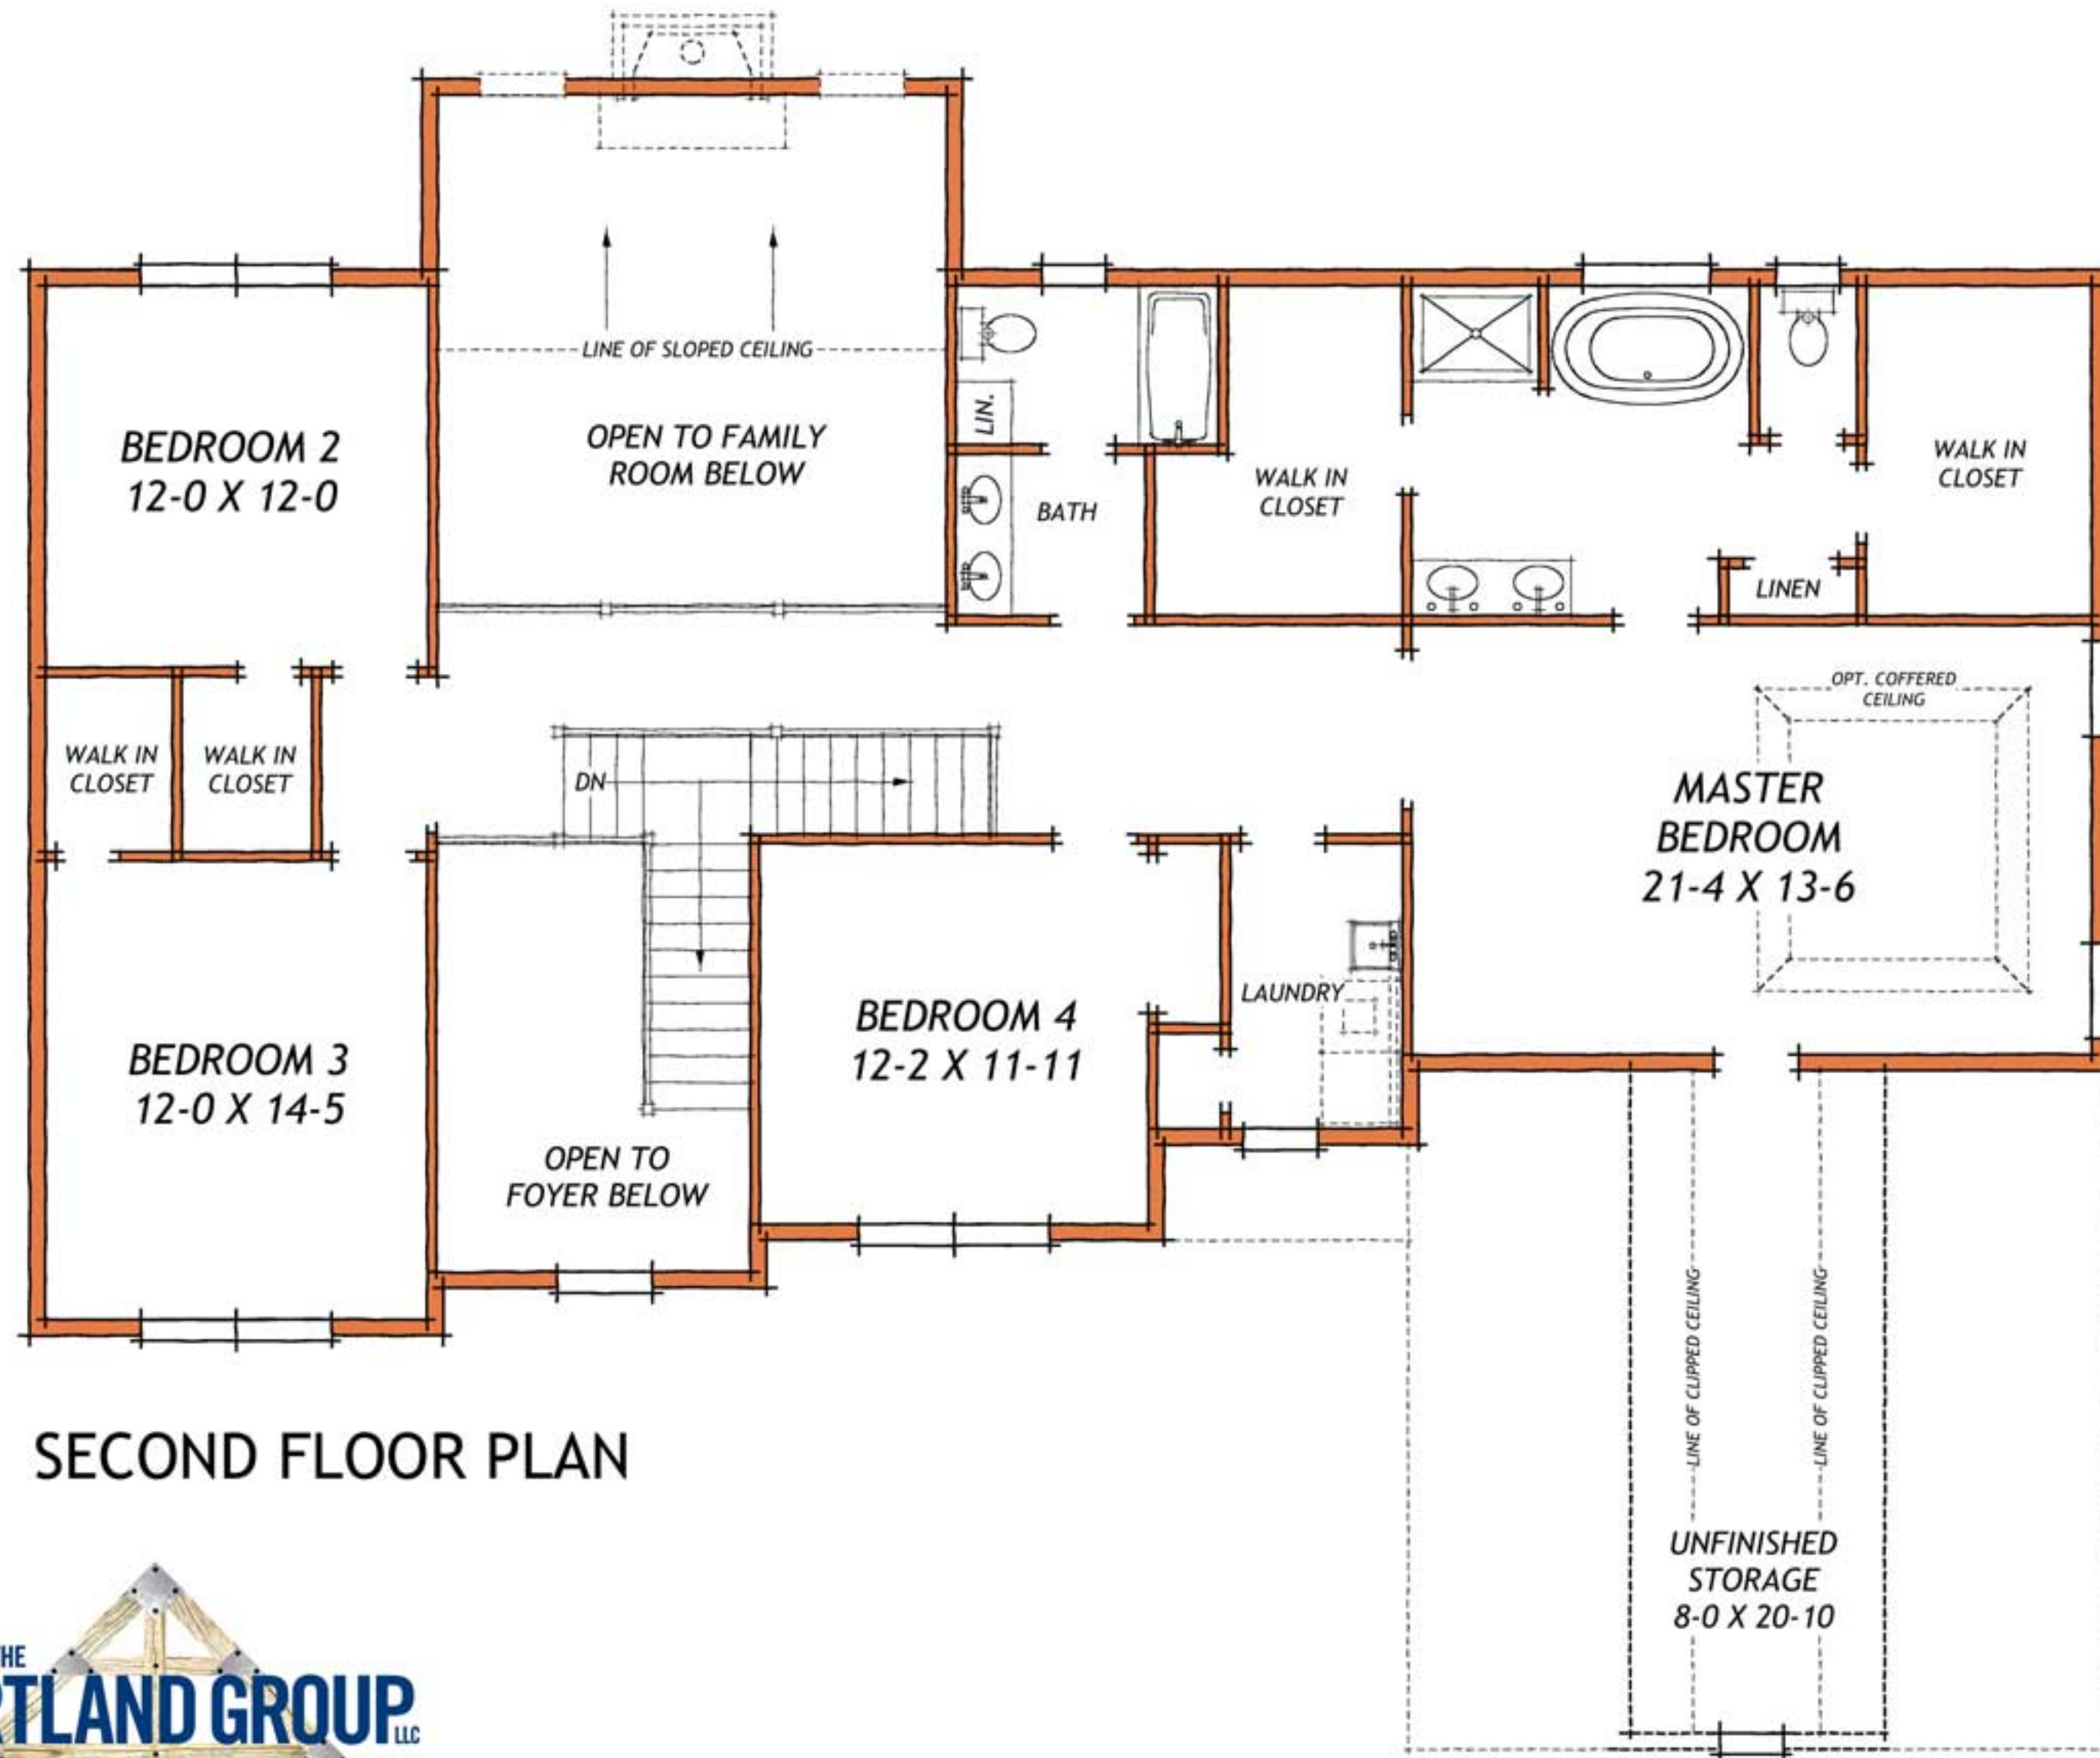 LINE OF SLOPED CEILING
BEDROOM 2
12-0 X 12-0
OPEN TO FAMILY
ROOM BELOW
LIN.
BATH
WALK IN
CLOSET
WALK IN
CLOSET
LINEN
OPT. COFFERED
CEILING
WALK IN
CLOSET
WALK IN
CLOSET
DN
MASTER
BEDROOM
21-4 X 13-6
BEDROOM 3
12-0 X 14-5
BEDROOM 4
12-2 X 11-11
LAUNDRY
OPEN TO
FOYER BELOW
LINE OF CLIPPED CEILING
LINE OF CLIPPED CEILING
UNFINISHED
STORAGE
8-0 X 20-10
SECOND FLOOR PLAN
GROUP
LLC